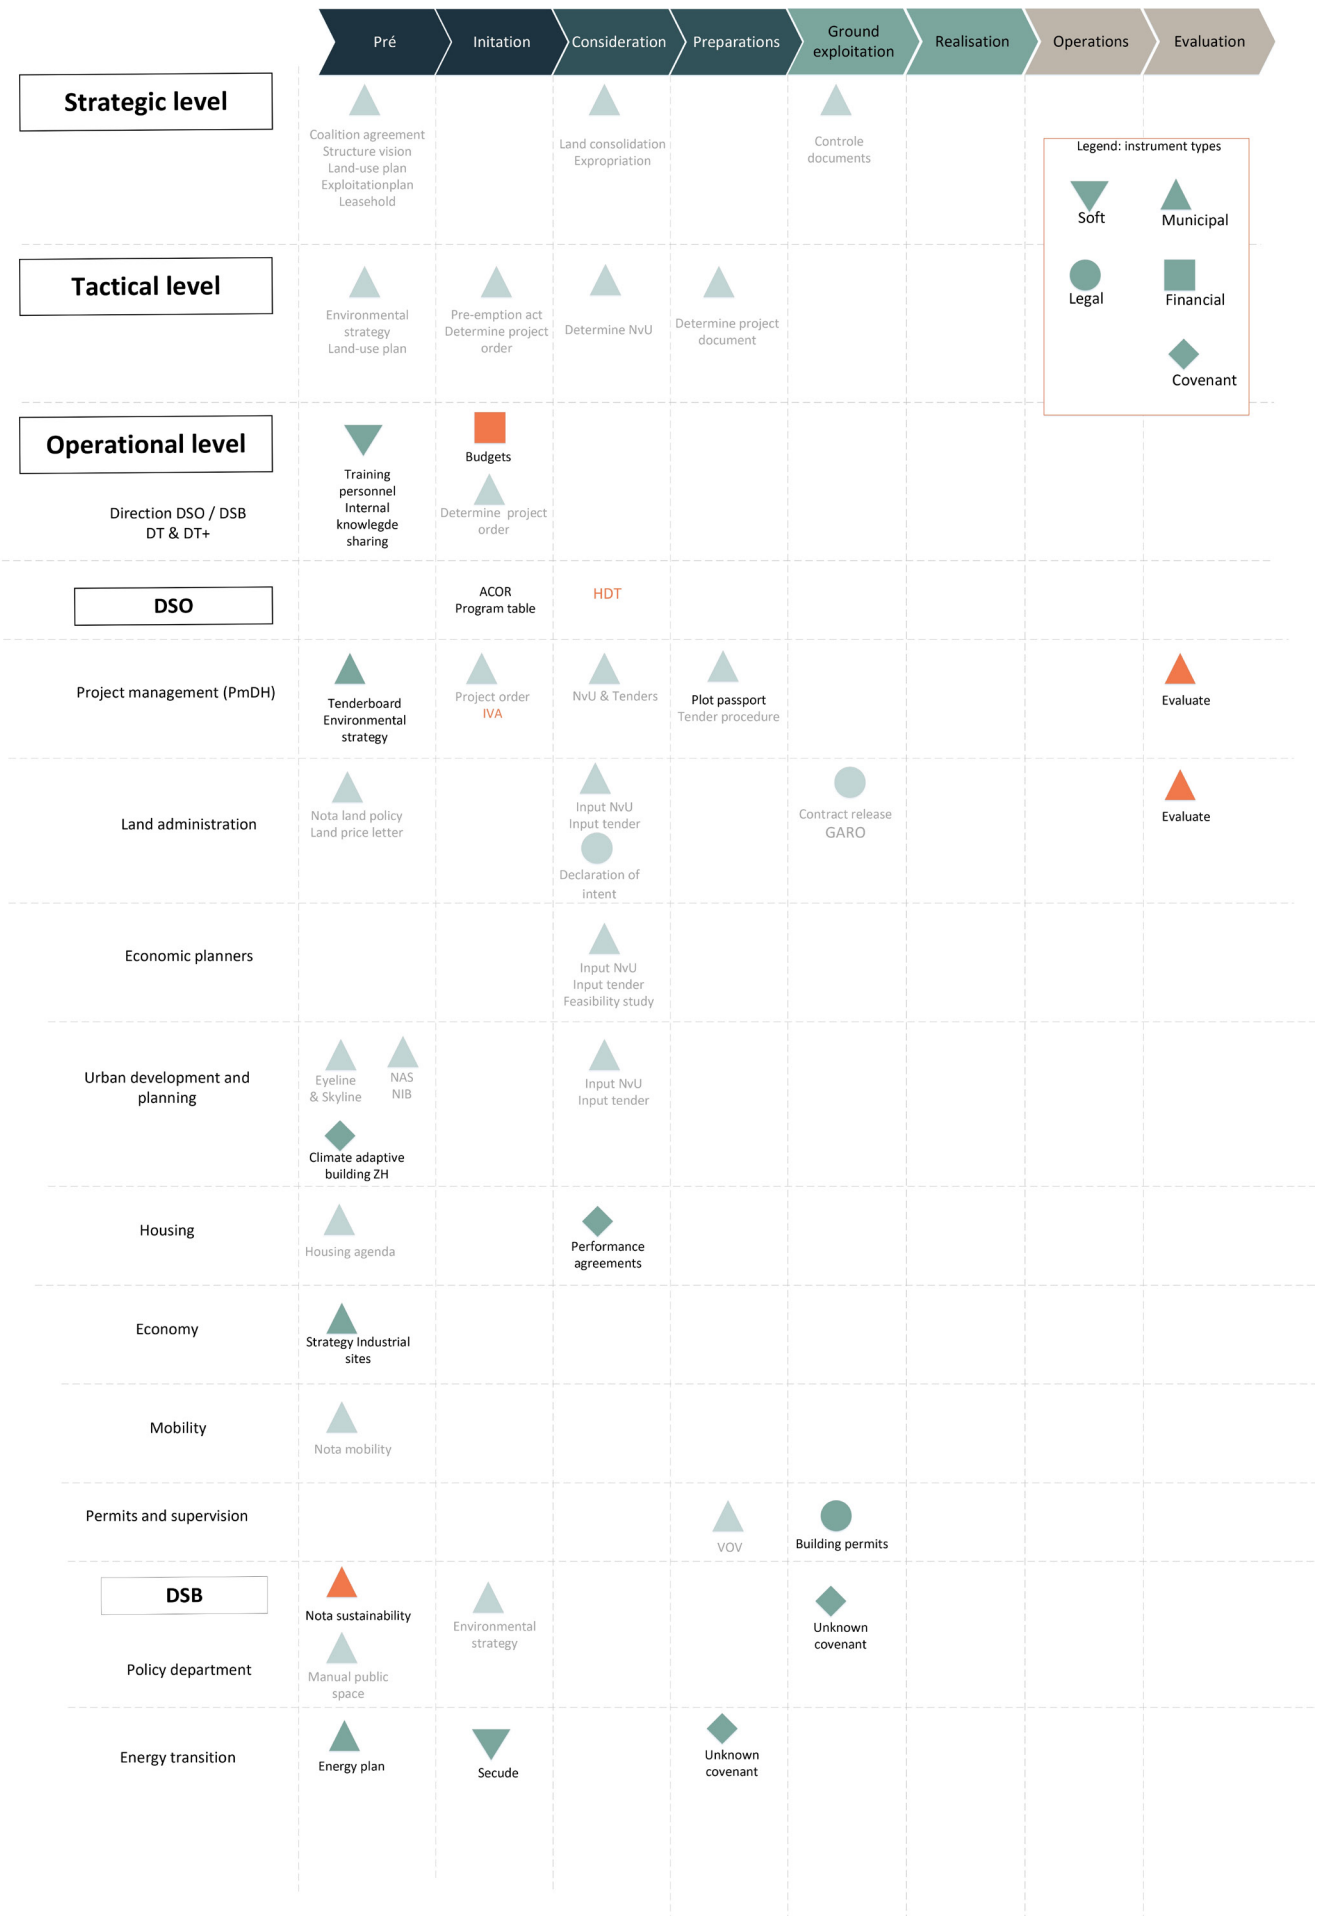 Pré
Initation
Consideration
Preparations
Ground
exploitation
Realisation
Operations
Evaluation
Strategic level
Coalition agreement
Structure vision
Land-use plan
Exploitationplan
Leasehold
Land consolidation
Expropriation
Controle
documents
Legend: instrument types
Soft
Municipal
Legal
Financial
Covenant
Tactical level
Environmental
strategy
Land-use plan
Pre-emption act
Determine project
order
Determine NvU
Determine project
document
Operational level
Direction DSO / DSB
DT & DT+
Training
personnel
Internal
knowlegde
sharing
Budgets
Determine project
order
DSO
ACOR
Program table
HDT
Project management (PmDH)
Tenderboard
Environmental
strategy
Project order
IVA
NvU & Tenders
Plot passport
Tender procedure
Evaluate
Land administration
Nota land policy
Land price letter
Input NvU
Input tender
Declaration of
intent
Contract release
GARO
Evaluate
Economic planners
Input NvU
Input tender
Feasibility study
Urban development and
planning
Eyeline
& Skyline
NAS
NIB
Climate adaptive
building ZH
Input NvU
Input tender
Housing
Housing agenda
Performance
agreements
Economy
Strategy Industrial
sites
Mobility
Nota mobility
Permits and supervision
VOV
Building permits
DSB
Policy department
Nota sustainability
Manual public
space
Environmental
strategy
Unknown
covenant
Energy transition
Energy plan
Secude
Unknown
covenant